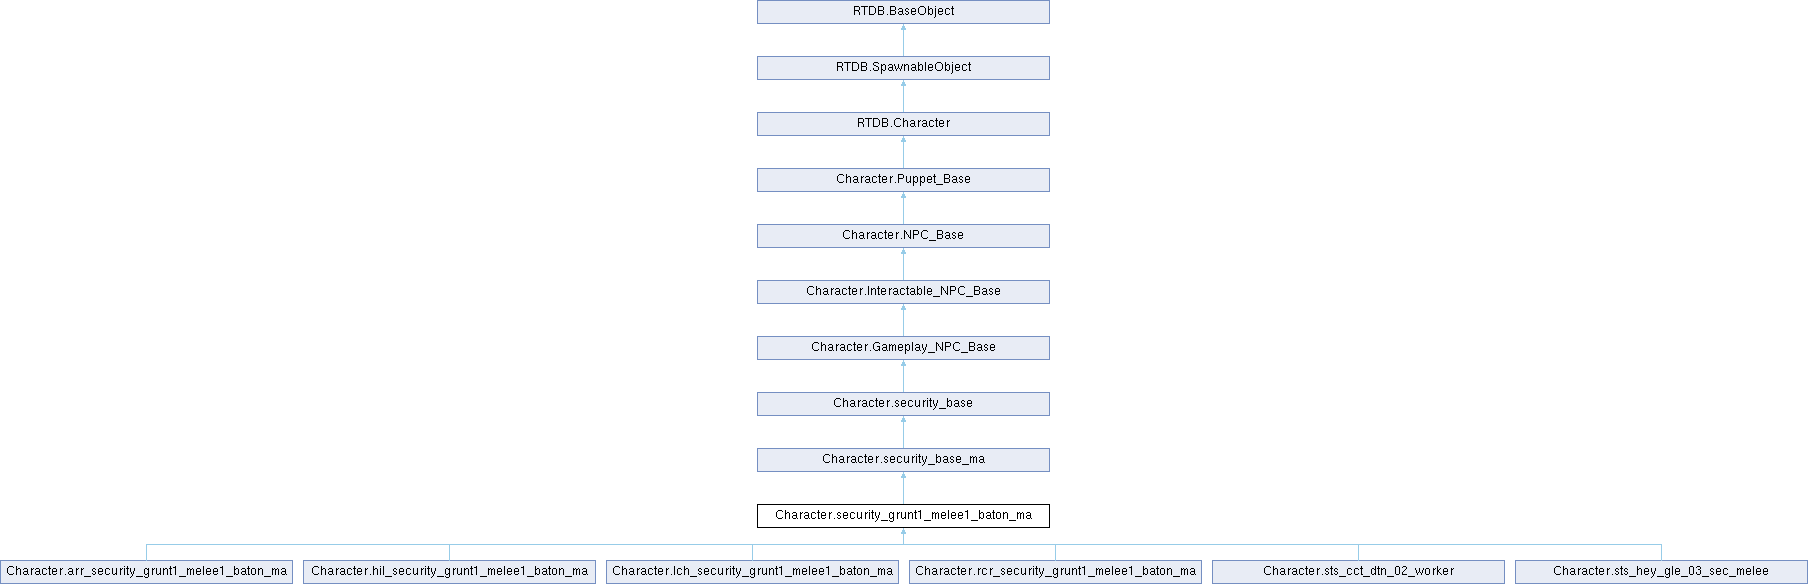 RTDB.BaseObject
RTDB.SpawnableObject
RTDB.Character
Character.Puppet_Base
Character.NPC_Base
Character.Interactable_NPC_Base
Character.Gameplay_NPC_Base
Character.security_base
Character.security_base_ma
Character.security_grunt1_melee1_baton_ma
Character.arr_security_grunt1_melee1_baton_ma
Character.hil_security_grunt1_melee1_baton_ma
Character.lch_security_grunt1_melee1_baton_ma
Character.rcr_security_grunt1_melee1_baton_ma
Character.sts_cct_dtn_02_worker
Character.sts_hey_gle_03_sec_melee